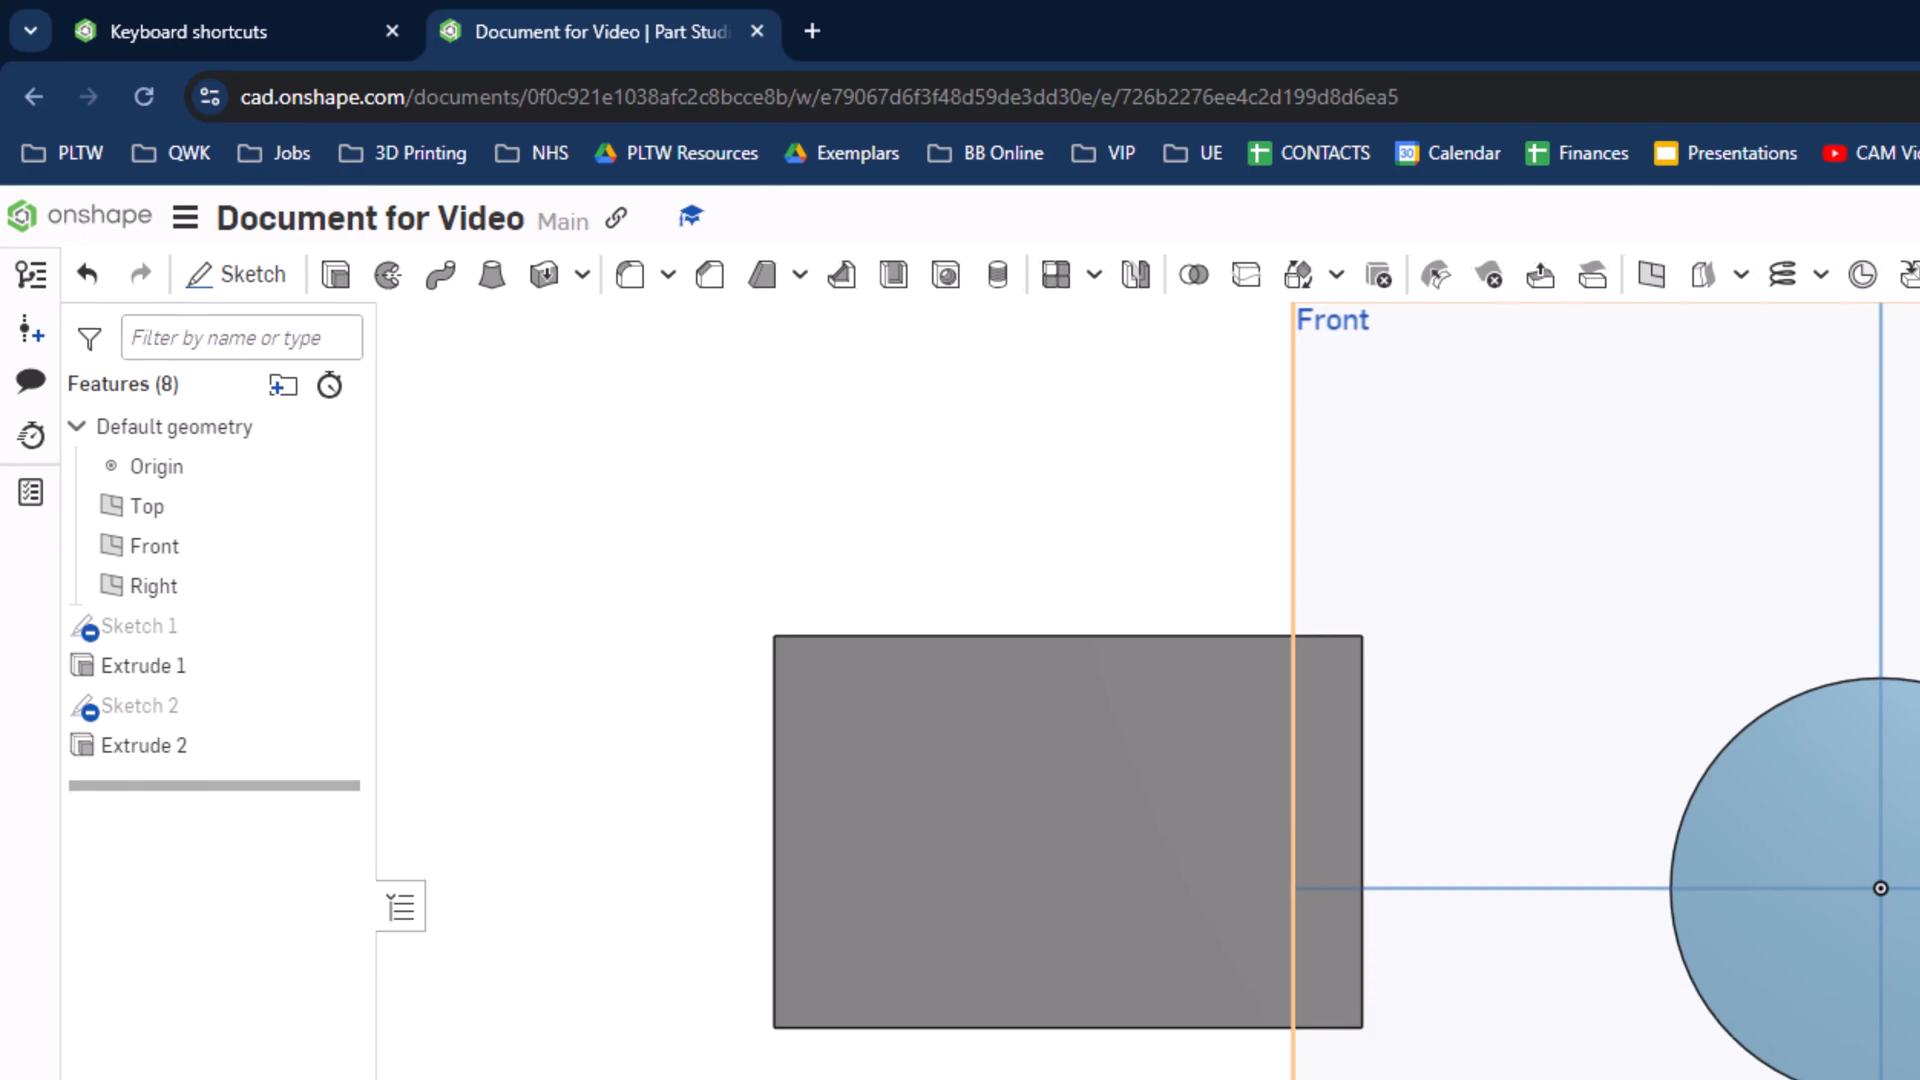 Keyboard shortcuts
Document for Video | Part Studi
cad.onshape.com/documents/0f0c921e1038afc2c8bcce8b/w/e79067d6f3f48d59de3dd30e/e/726b2276ee4c2d199d8d6ea5
PLTW QWK Jobs 3D Printing NHS PLTW Resources Exemplars BB Online VIP UE CONTACTS 30 Calendar Finances Presentations CAM Vi
onshape Document for Video Main
Sketch
Filter by name or type
Features (8)
Default geometry
Origin
Top
Front
Right
Sketch 1
Extrude 1
Sketch 2
Extrude 2
Front